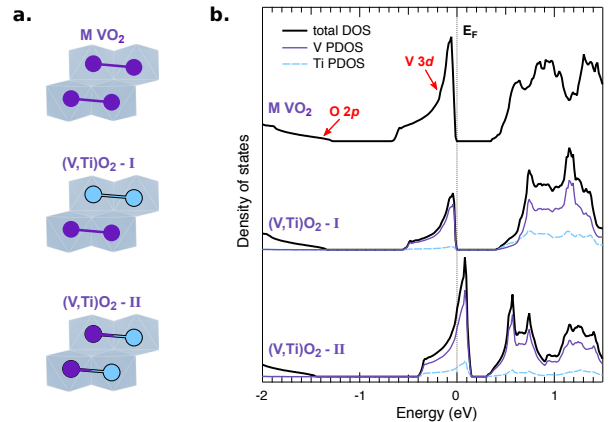 a.
M VO₂
(V,Ti)O₂ - I
(V,Ti)O₂ - II
b.
total DOS
V PDOS
Ti PDOS
E_F
V 3d
M VO₂
O 2p
(V,Ti)O₂ - I
(V,Ti)O₂ - II
Density of states
-2 -1 0 1
Energy (eV)